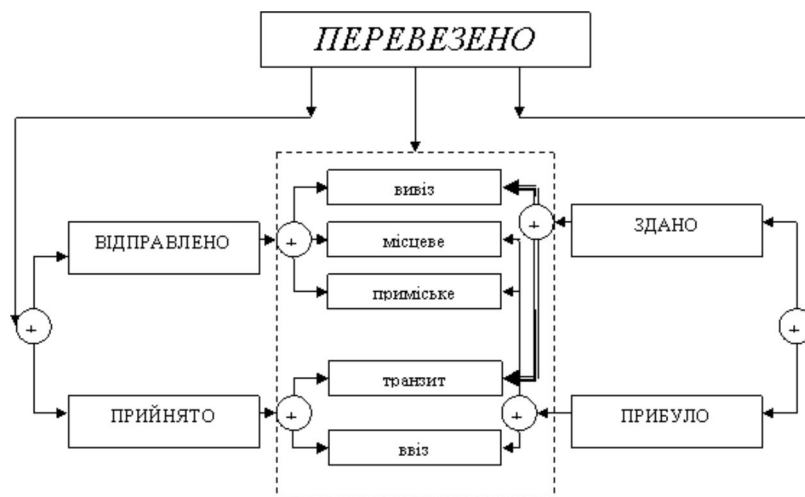 ПЕРЕВЕЗЕНО
вивіз
ВІДПРАВЛЕНО
+
місцеве
+
ЗДАНО
приміське
+
+
транзит
ПРИЙНЯТО
+
+
ПРИБУЛО
ввіз